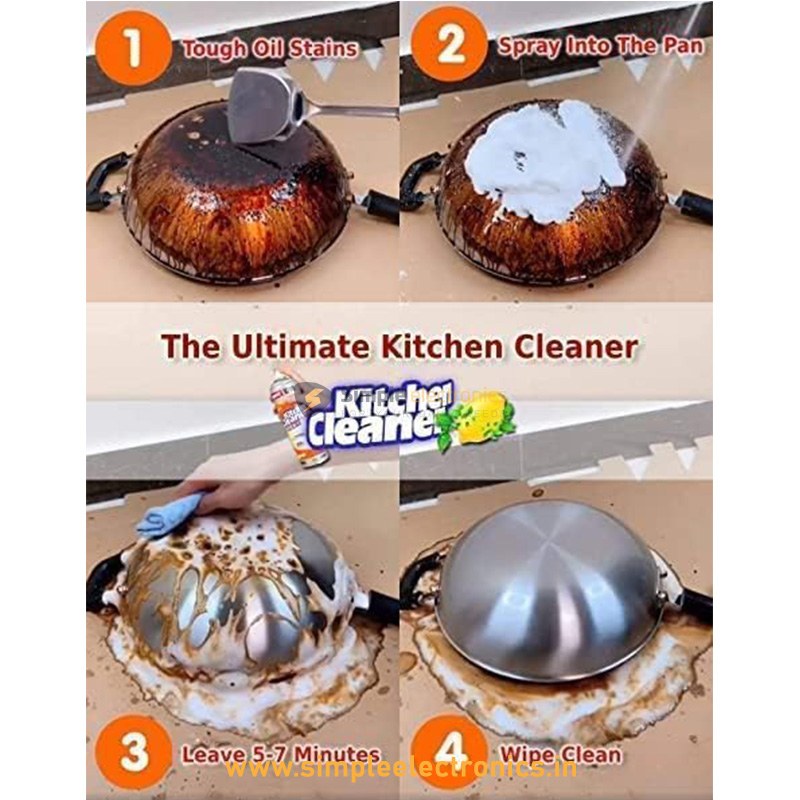 1 Tough Oil Stains
2 Spray Into The Pan
The Ultimate Kitchen Cleaner
Kitchen
Cleaner
3 Leave 5-7 Minutes
4 Wipe Clean
www.simpleelectronics.in